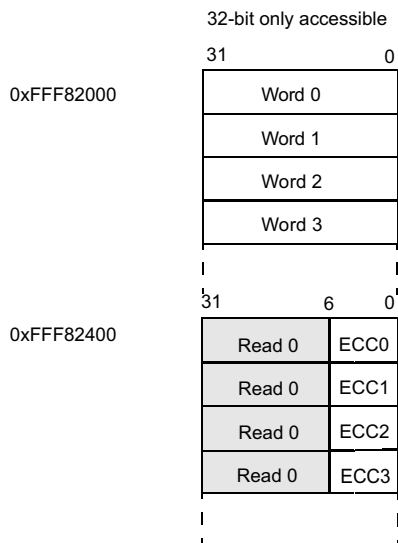 32-bit only accessible
31 0
0xFFF82000
Word 0
Word 1
Word 2
Word 3
31 6 0
0xFFF82400
Read 0 ECC0
Read 0 ECC1
Read 0 ECC2
Read 0 ECC3